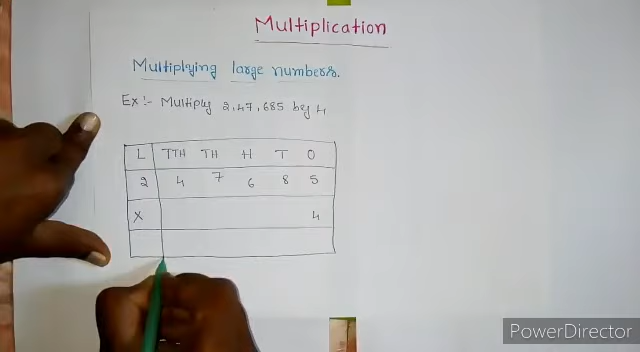 Multiplication
Multiplying large numbers.
Ex:- Multiply 2,47,685 by 4
L TTH TH H T O
2 4 7 6 8 5
X 4
PowerDirector